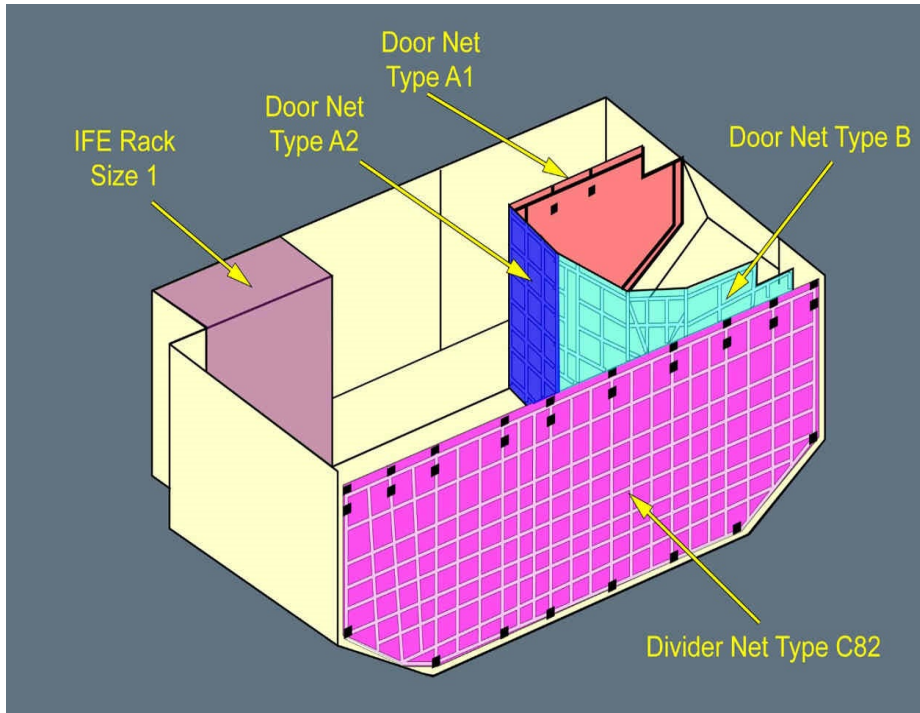 Door Net
Type A1
Door Net
Type A2
IFE Rack
Size 1
Door Net Type B
Divider Net Type C82